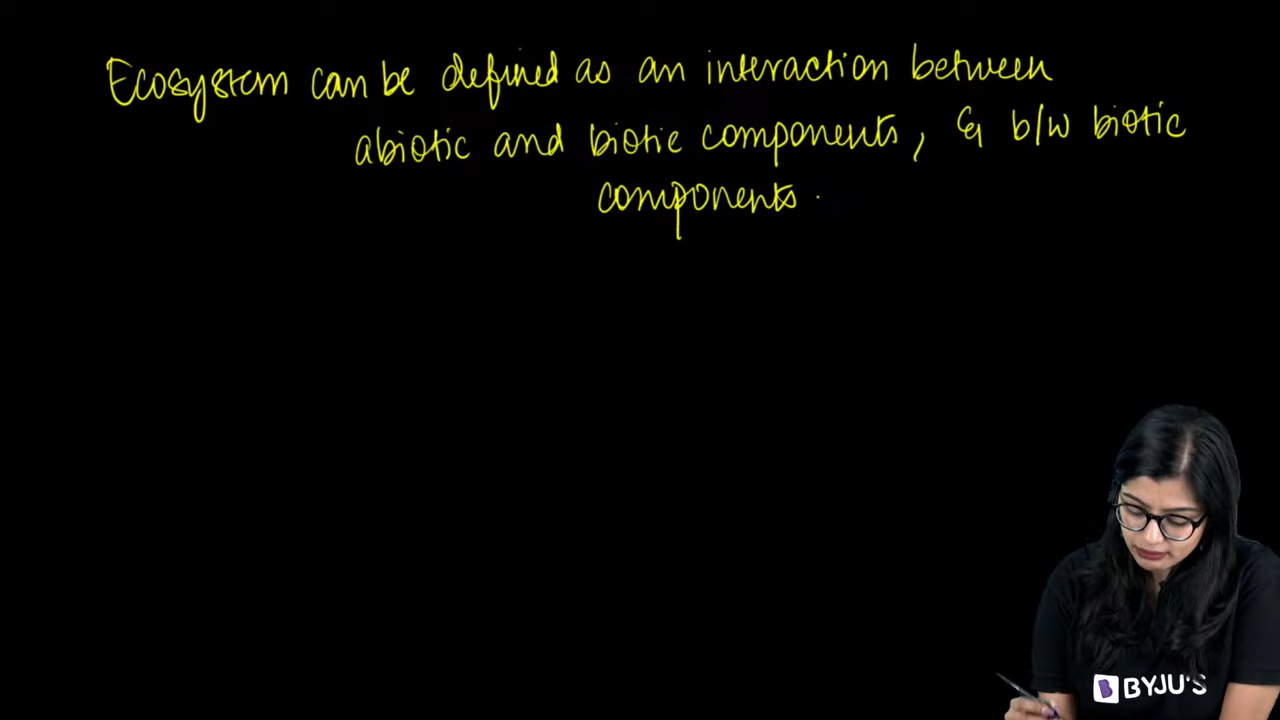 Ecosystem can be defined as an interaction between
abiotic and biotic components, & b/w biotic
components.
BYJU'S